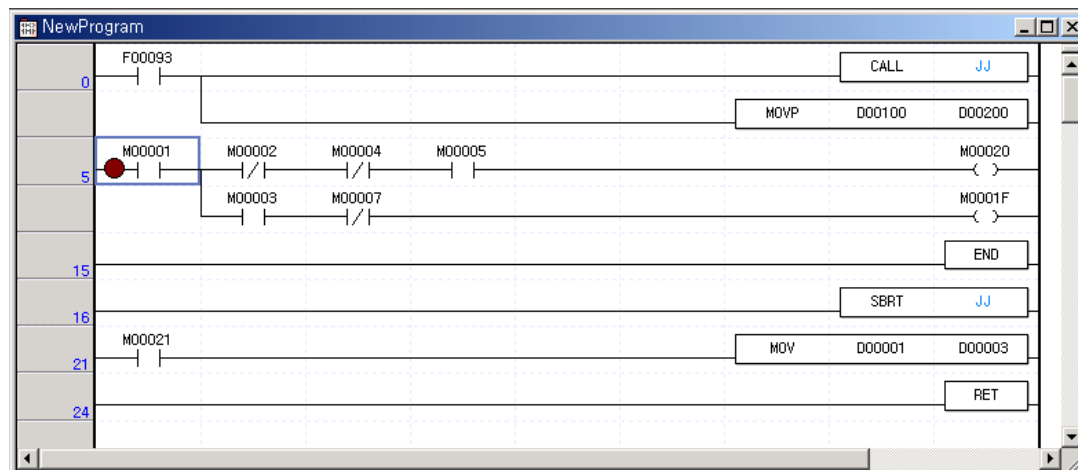 NewProgram
F00093
0
CALL JJ
MOVP D00100 D00200
M00001 M00002 M00004 M00005 M00020
5
M00003 M00007 M0001F
END
15
SBRT JJ
16
M00021
MOV D00001 D00003
21
RET
24